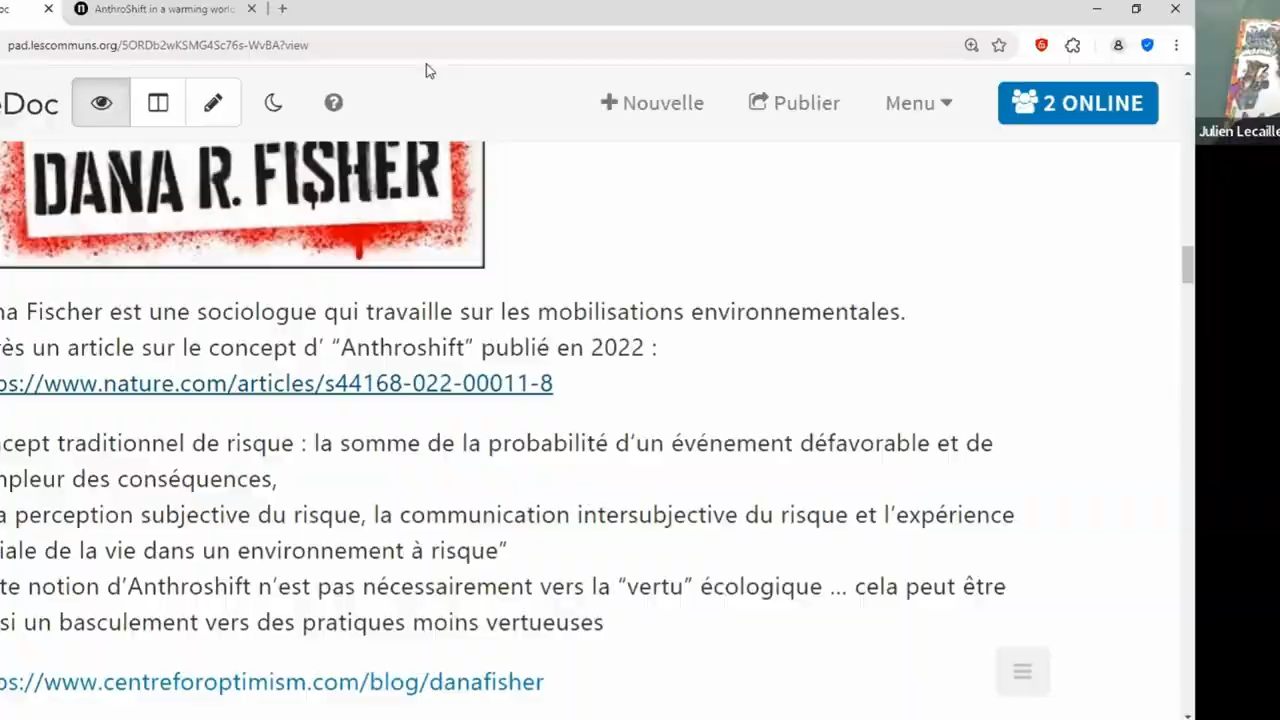 oc
AnthroShift in a warming worl
pad.lescommuns.org/5ORDb2wKSMG4Sc76s-WvBA?view
eDoc
Nouvelle
Publier
Menu
2 ONLINE
Julien Lecaille
DANA R. FISHER
na Fischer est une sociologue qui travaille sur les mobilisations environnementales.
rès un article sur le concept d’ “Anthroshift” publié en 2022 :
ps://www.nature.com/articles/s44168-022-00011-8
cept traditionnel de risque : la somme de la probabilité d’un événement défavorable et de
mpleur des conséquences,
a perception subjective du risque, la communication intersubjective du risque et l’expérience
iale de la vie dans un environnement à risque”
te notion d’Anthroshift n’est pas nécessairement vers la “vertu” écologique ... cela peut être
si un basculement vers des pratiques moins vertueuses
ps://www.centreforoptimism.com/blog/danafisher